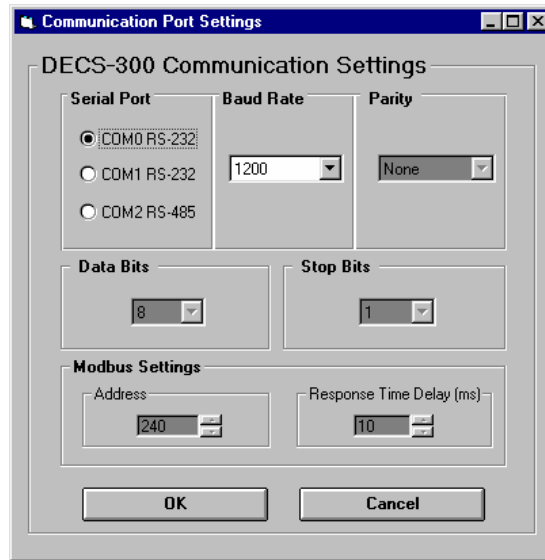 Communication Port Settings
DECS-300 Communication Settings
Serial Port
COM0 RS-232
COM1 RS-232
COM2 RS-485
Baud Rate
1200
Parity
None
Data Bits
8
Stop Bits
1
Modbus Settings
Address
240
Response Time Delay (ms)
10
OK
Cancel